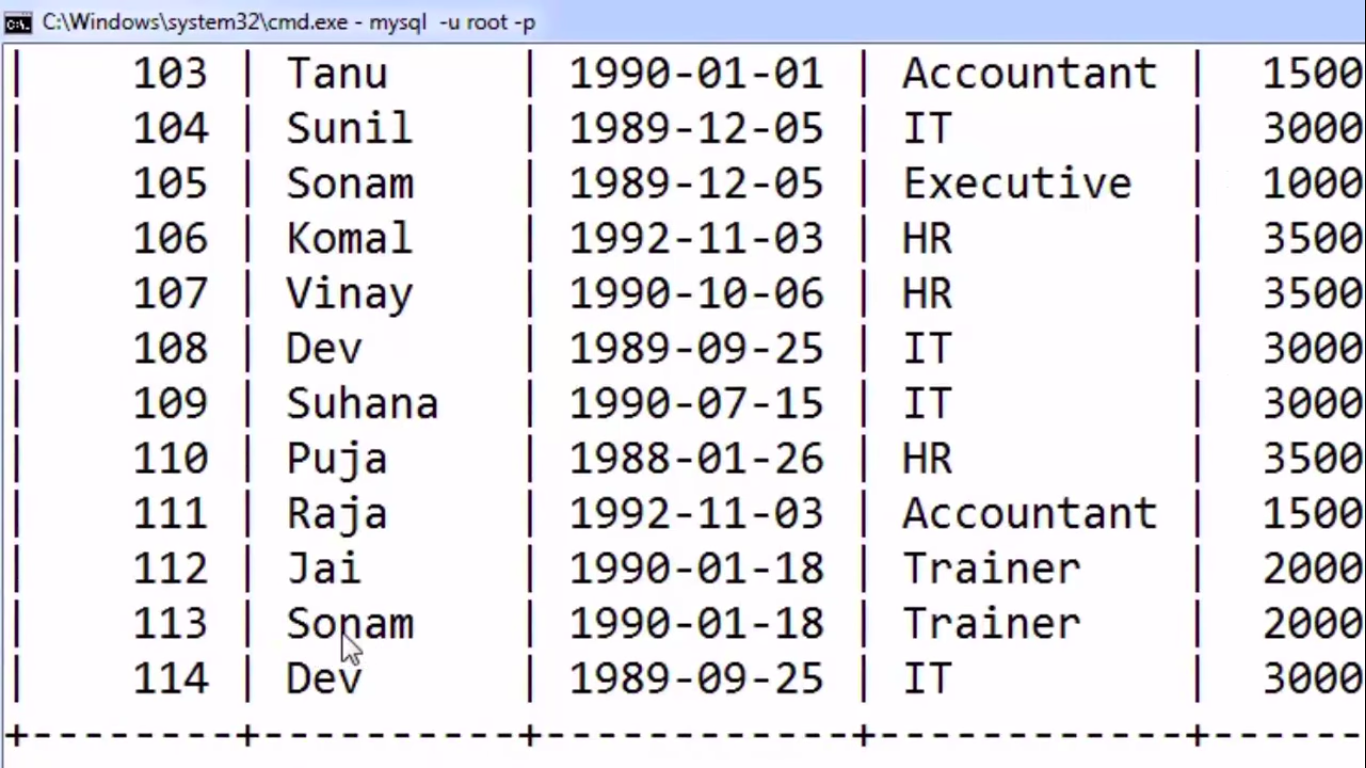 C:\Windows\system32\cmd.exe - mysql -u root -p
| 103 | Tanu | 1990-01-01 | Accountant | 1500
| 104 | Sunil | 1989-12-05 | IT | 3000
| 105 | Sonam | 1989-12-05 | Executive | 1000
| 106 | Komal | 1992-11-03 | HR | 3500
| 107 | Vinay | 1990-10-06 | HR | 3500
| 108 | Dev | 1989-09-25 | IT | 3000
| 109 | Suhana | 1990-07-15 | IT | 3000
| 110 | Puja | 1988-01-26 | HR | 3500
| 111 | Raja | 1992-11-03 | Accountant | 1500
| 112 | Jai | 1990-01-18 | Trainer | 2000
| 113 | Sonam | 1990-01-18 | Trainer | 2000
| 114 | Dev | 1989-09-25 | IT | 3000
+--------+----------+------------+------------+------